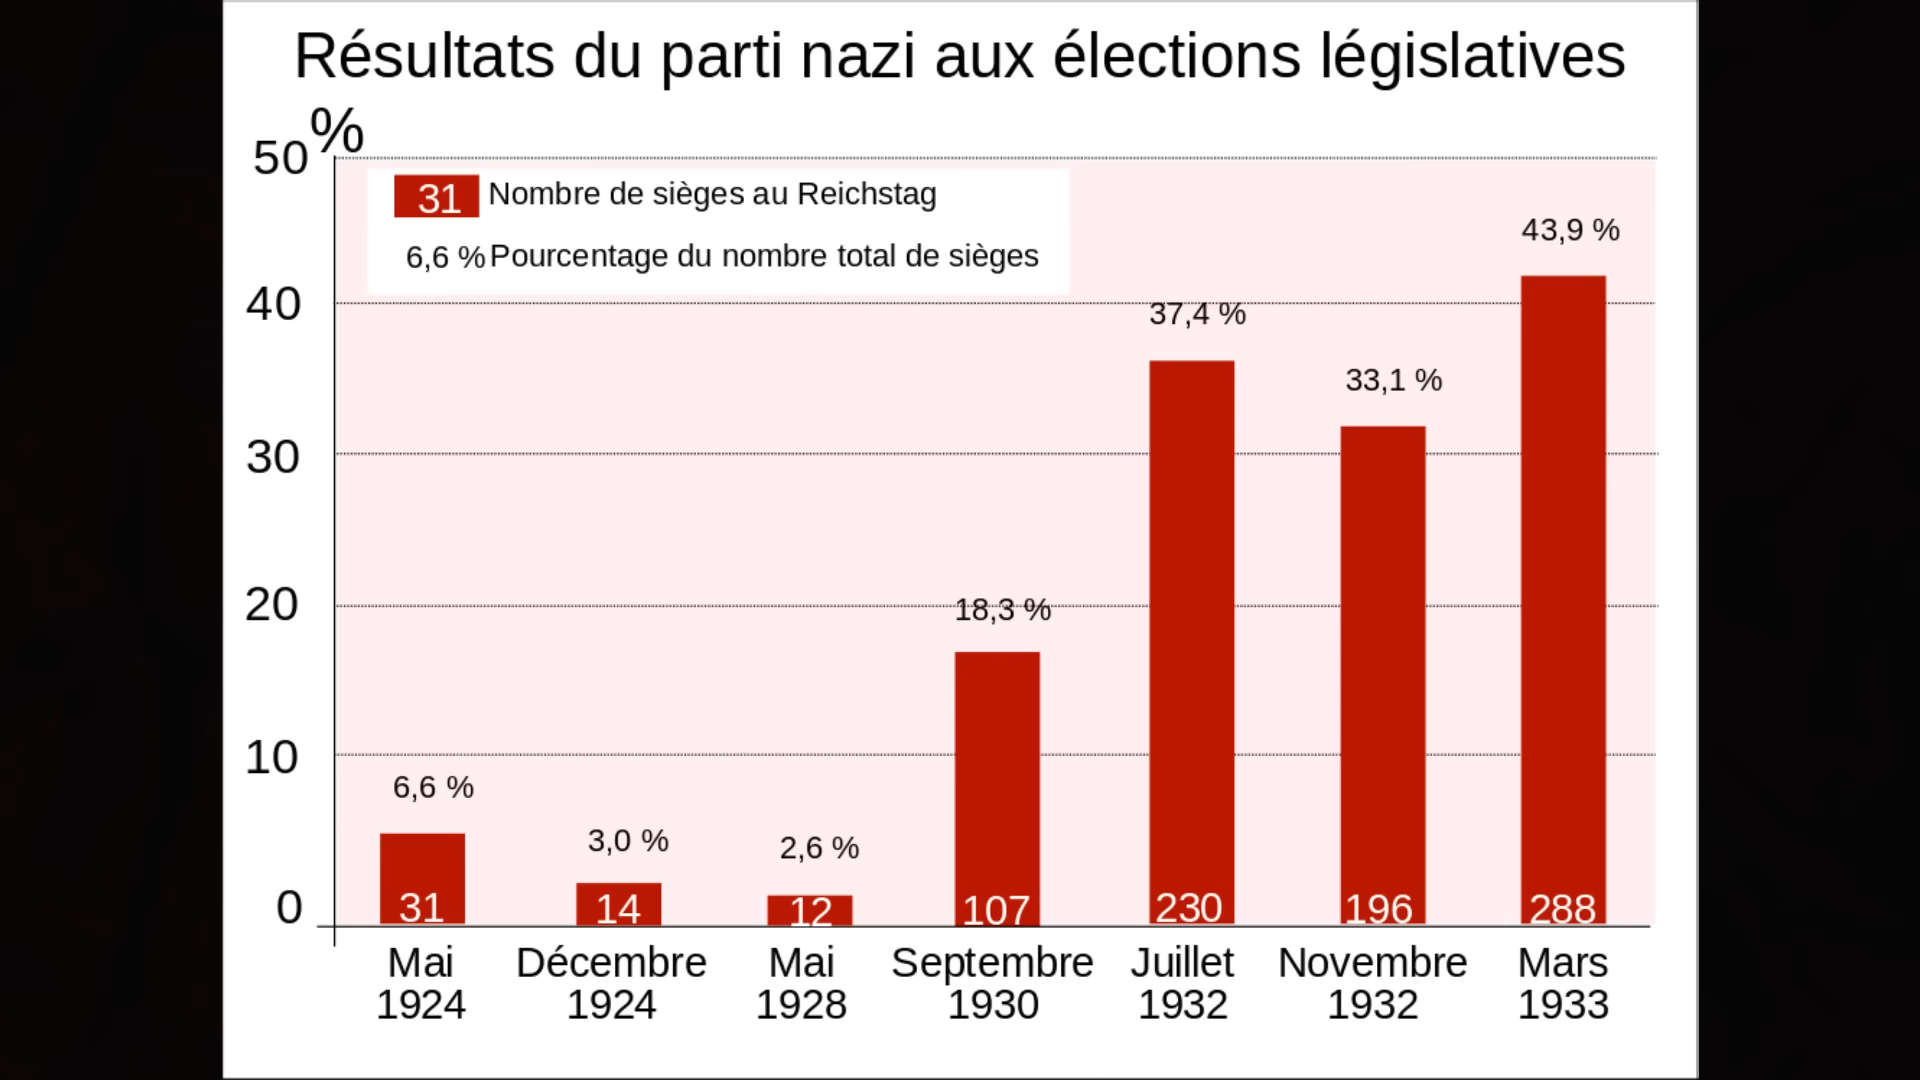 Résultats du parti nazi aux élections législatives
%
50
31 Nombre de sièges au Reichstag
6,6 % Pourcentage du nombre total de sièges
43,9 %
40
37,4 %
33,1 %
30
20
18,3 %
10
6,6 %
3,0 %
2,6 %
0
31 14 12 107 230 196 288
Mai Décembre Mai Septembre Juillet Novembre Mars
1924 1924 1928 1930 1932 1932 1933